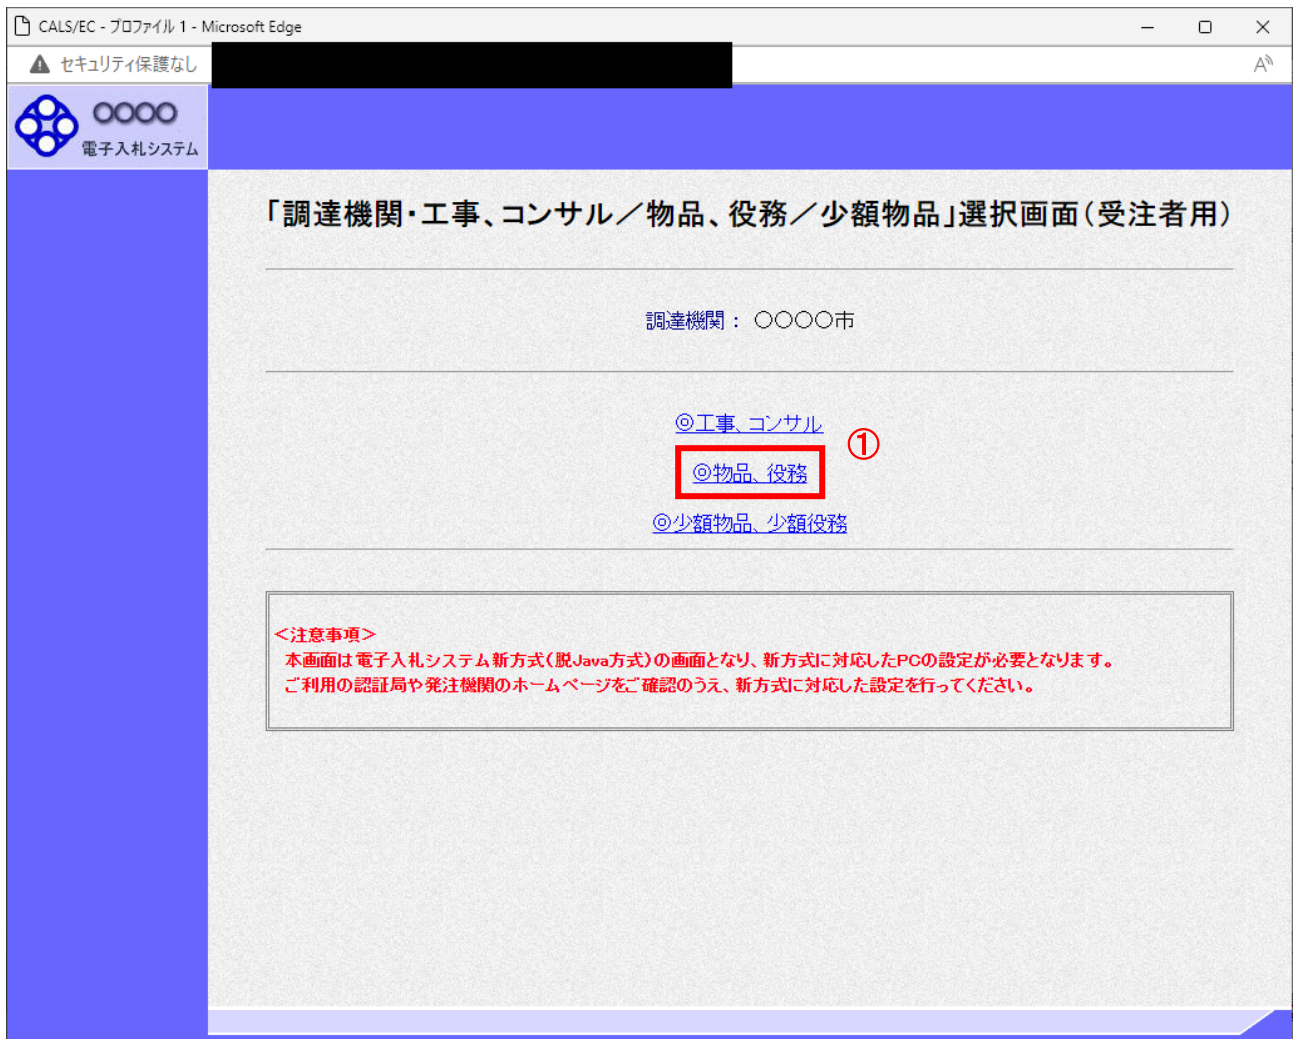 CALS/EC - プロファイル 1 - Microsoft Edge
セキュリティ保護なし
○○○○
電子入札システム
「調達機関・工事、コンサル／物品、役務／少額物品」選択画面（受注者用）
調達機関： ○○○○市
◎工事、コンサル
①
◎物品、役務
◎少額物品、少額役務
＜注意事項＞
本画面は電子入札システム新方式（脱Java方式）の画面となり、新方式に対応したPCの設定が必要となります。
ご利用の認証局や発注機関のホームページをご確認のうえ、新方式に対応した設定を行ってください。